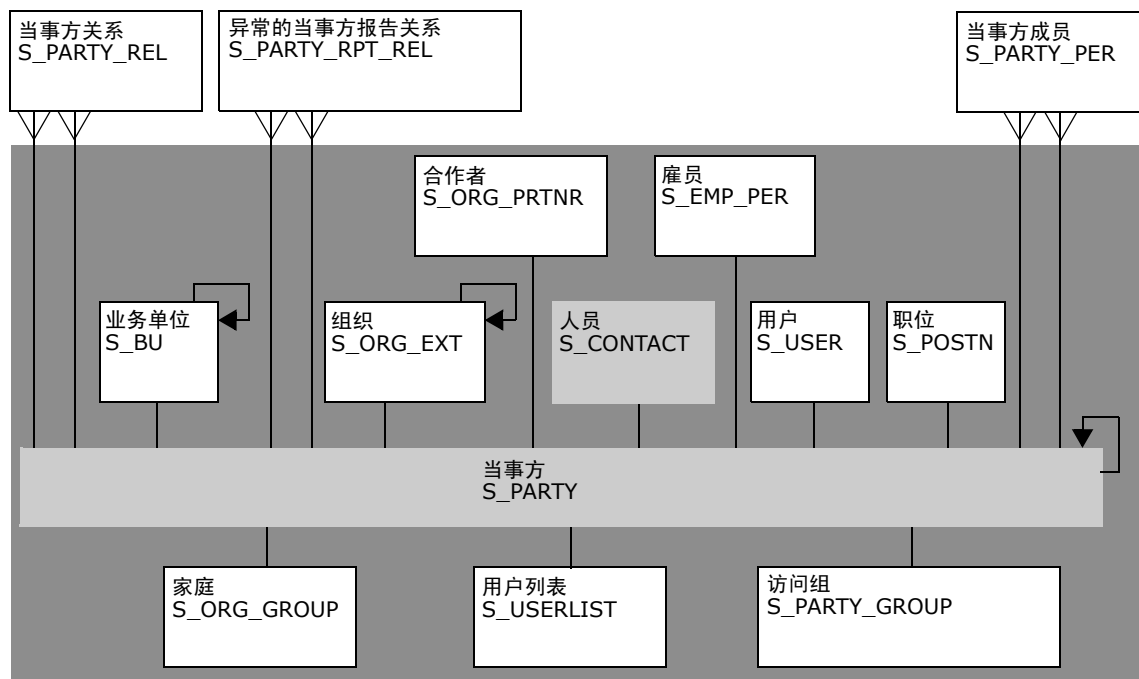 当事方关系
S_PARTY_REL
异常的当事方报告关系
S_PARTY_RPT_REL
当事方成员
S_PARTY_PER
合作者
S_ORG_PRTNR
雇员
S_EMP_PER
业务单位
S_BU
组织
S_ORG_EXT
人员
S_CONTACT
用户
S_USER
职位
S_POSTN
当事方
S_PARTY
家庭
S_ORG_GROUP
用户列表
S_USERLIST
访问组
S_PARTY_GROUP